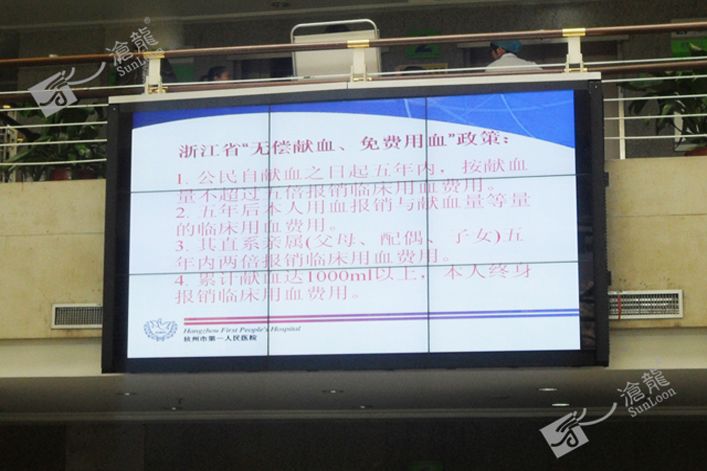 滄龍
SunLoon
浙江省“无偿献血、免费用血”政策:
1. 公民自献血之日起五年内，按献血
量不超过五倍报销临床用血费用。
2. 五年后本人用血报销与献血量等量
的临床用血费用。
3. 其直系亲属(父母、配偶、子女)五
年内两倍报销临床用血费用。
4. 累计献血达1000ml以上，本人终身
报销临床用血费用。
Hangzhou First People's Hospital
杭州市第一人民医院
滄龍
SunLoon